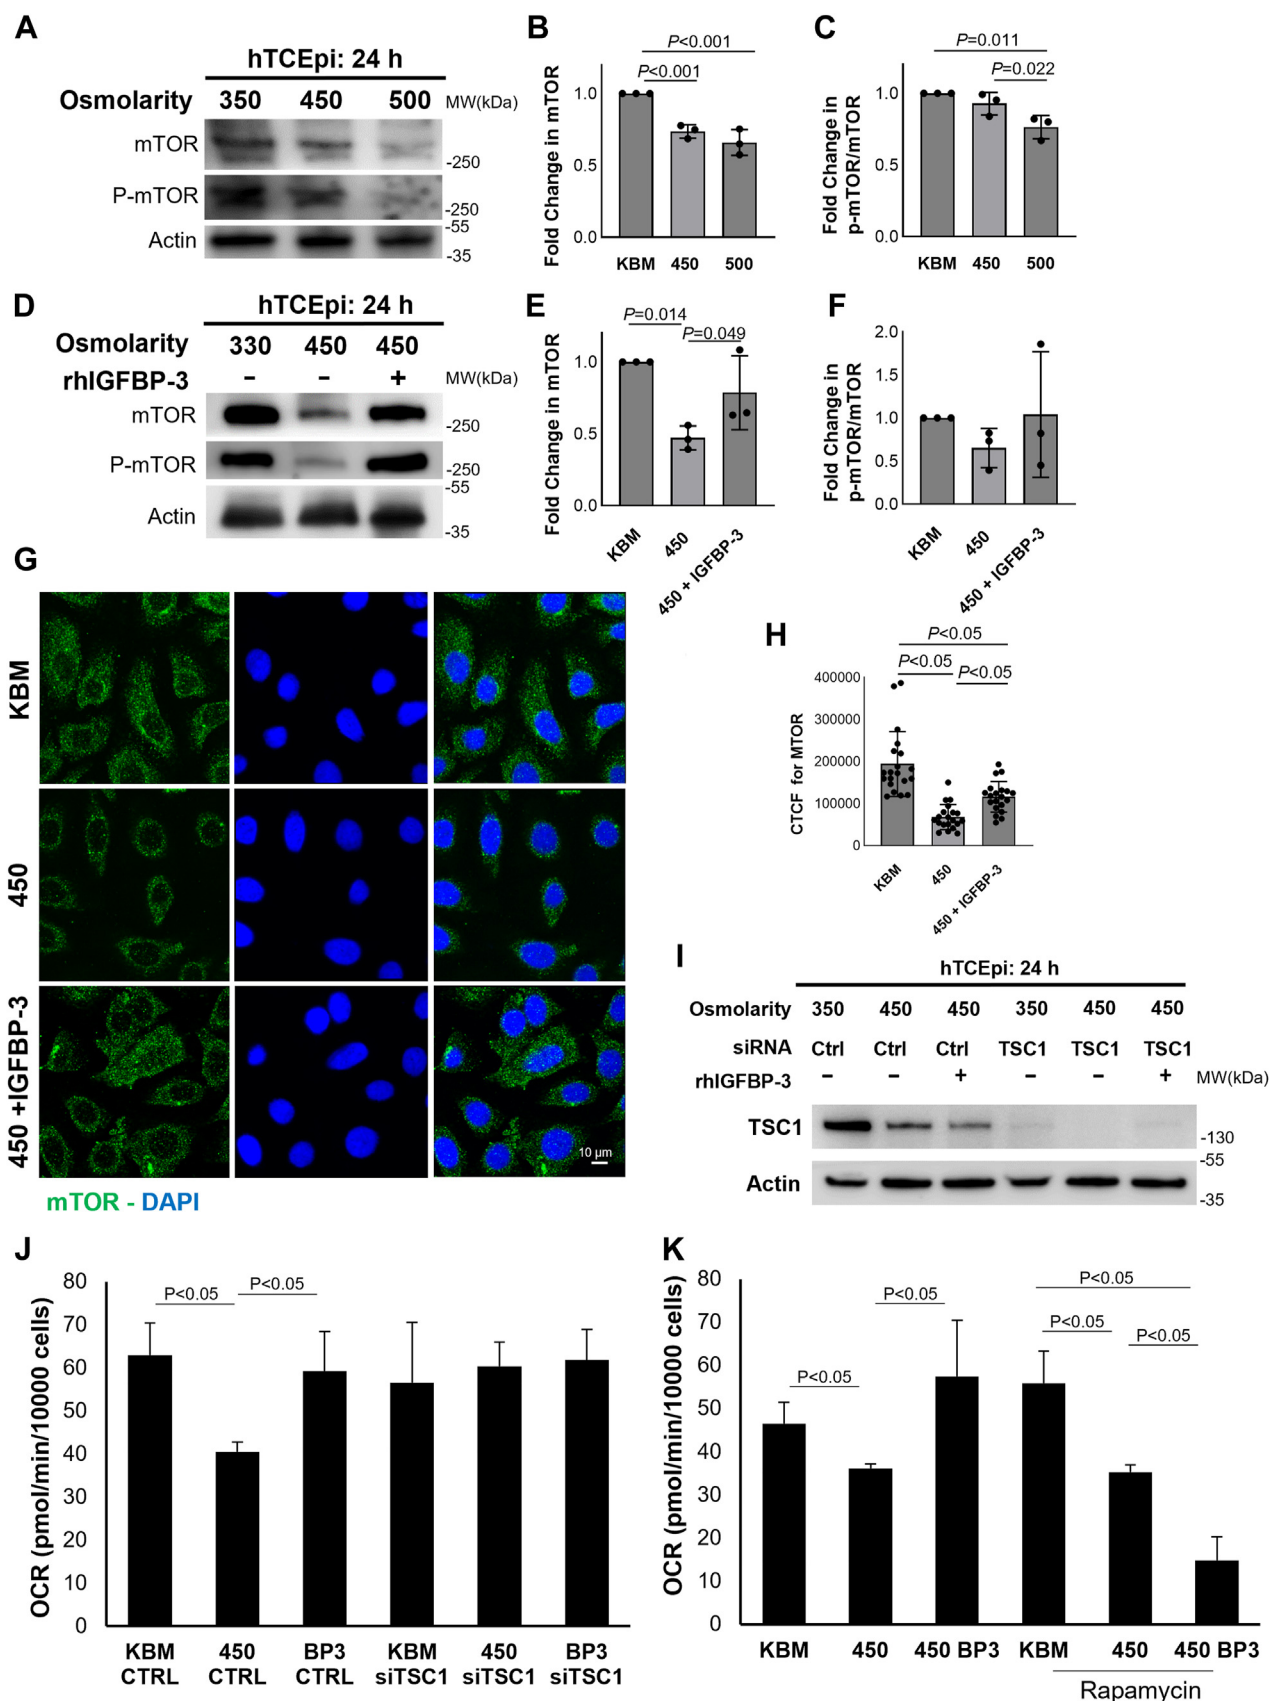 A
hTCEpi: 24 h
Osmolarity 350 450 500 MW(kDa)
mTOR
-250
P-mTOR
-250
-55
Actin
-35
B
P<0.001
P<0.001
Fold Change in mTOR
1.0
0.5
0.0
KBM 450 500
C
P=0.011
P=0.022
Fold Change in
p-mTOR/mTOR
1.0
0.5
0.0
KBM 450 500
D
hTCEpi: 24 h
Osmolarity 330 450 450
rhIGFBP-3 – – + MW(kDa)
mTOR
-250
P-mTOR
-250
-55
Actin
-35
E
P=0.014
P=0.049
Fold Change in mTOR
1.0
0.5
0.0
KBM
450
450 + IGFBP-3
F
Fold Change in
p-mTOR/mTOR
2.0
1.5
1.0
0.5
0.0
KBM
450
450 + IGFBP-3
G
KBM
450
450 +IGFBP-3
10 µm
mTOR - DAPI
H
P<0.05
P<0.05 P<0.05
CTCF for MTOR
400000
300000
200000
100000
0
KBM
450
450 + IGFBP-3
I
hTCEpi: 24 h
Osmolarity 350 450 450 350 450 450
siRNA Ctrl Ctrl Ctrl TSC1 TSC1 TSC1
rhIGFBP-3 – – + – – + MW(kDa)
TSC1
-130
-55
Actin
-35
J
P<0.05 P<0.05
OCR (pmol/min/10000 cells)
80
70
60
50
40
30
20
10
0
KBM 450 BP3 KBM 450 BP3
CTRL CTRL CTRL siTSC1 siTSC1 siTSC1
K
P<0.05
P<0.05
P<0.05
P<0.05
P<0.05
OCR (pmol/min/10000 cells)
80
70
60
50
40
30
20
10
0
KBM 450 450 BP3 KBM 450 450 BP3
Rapamycin